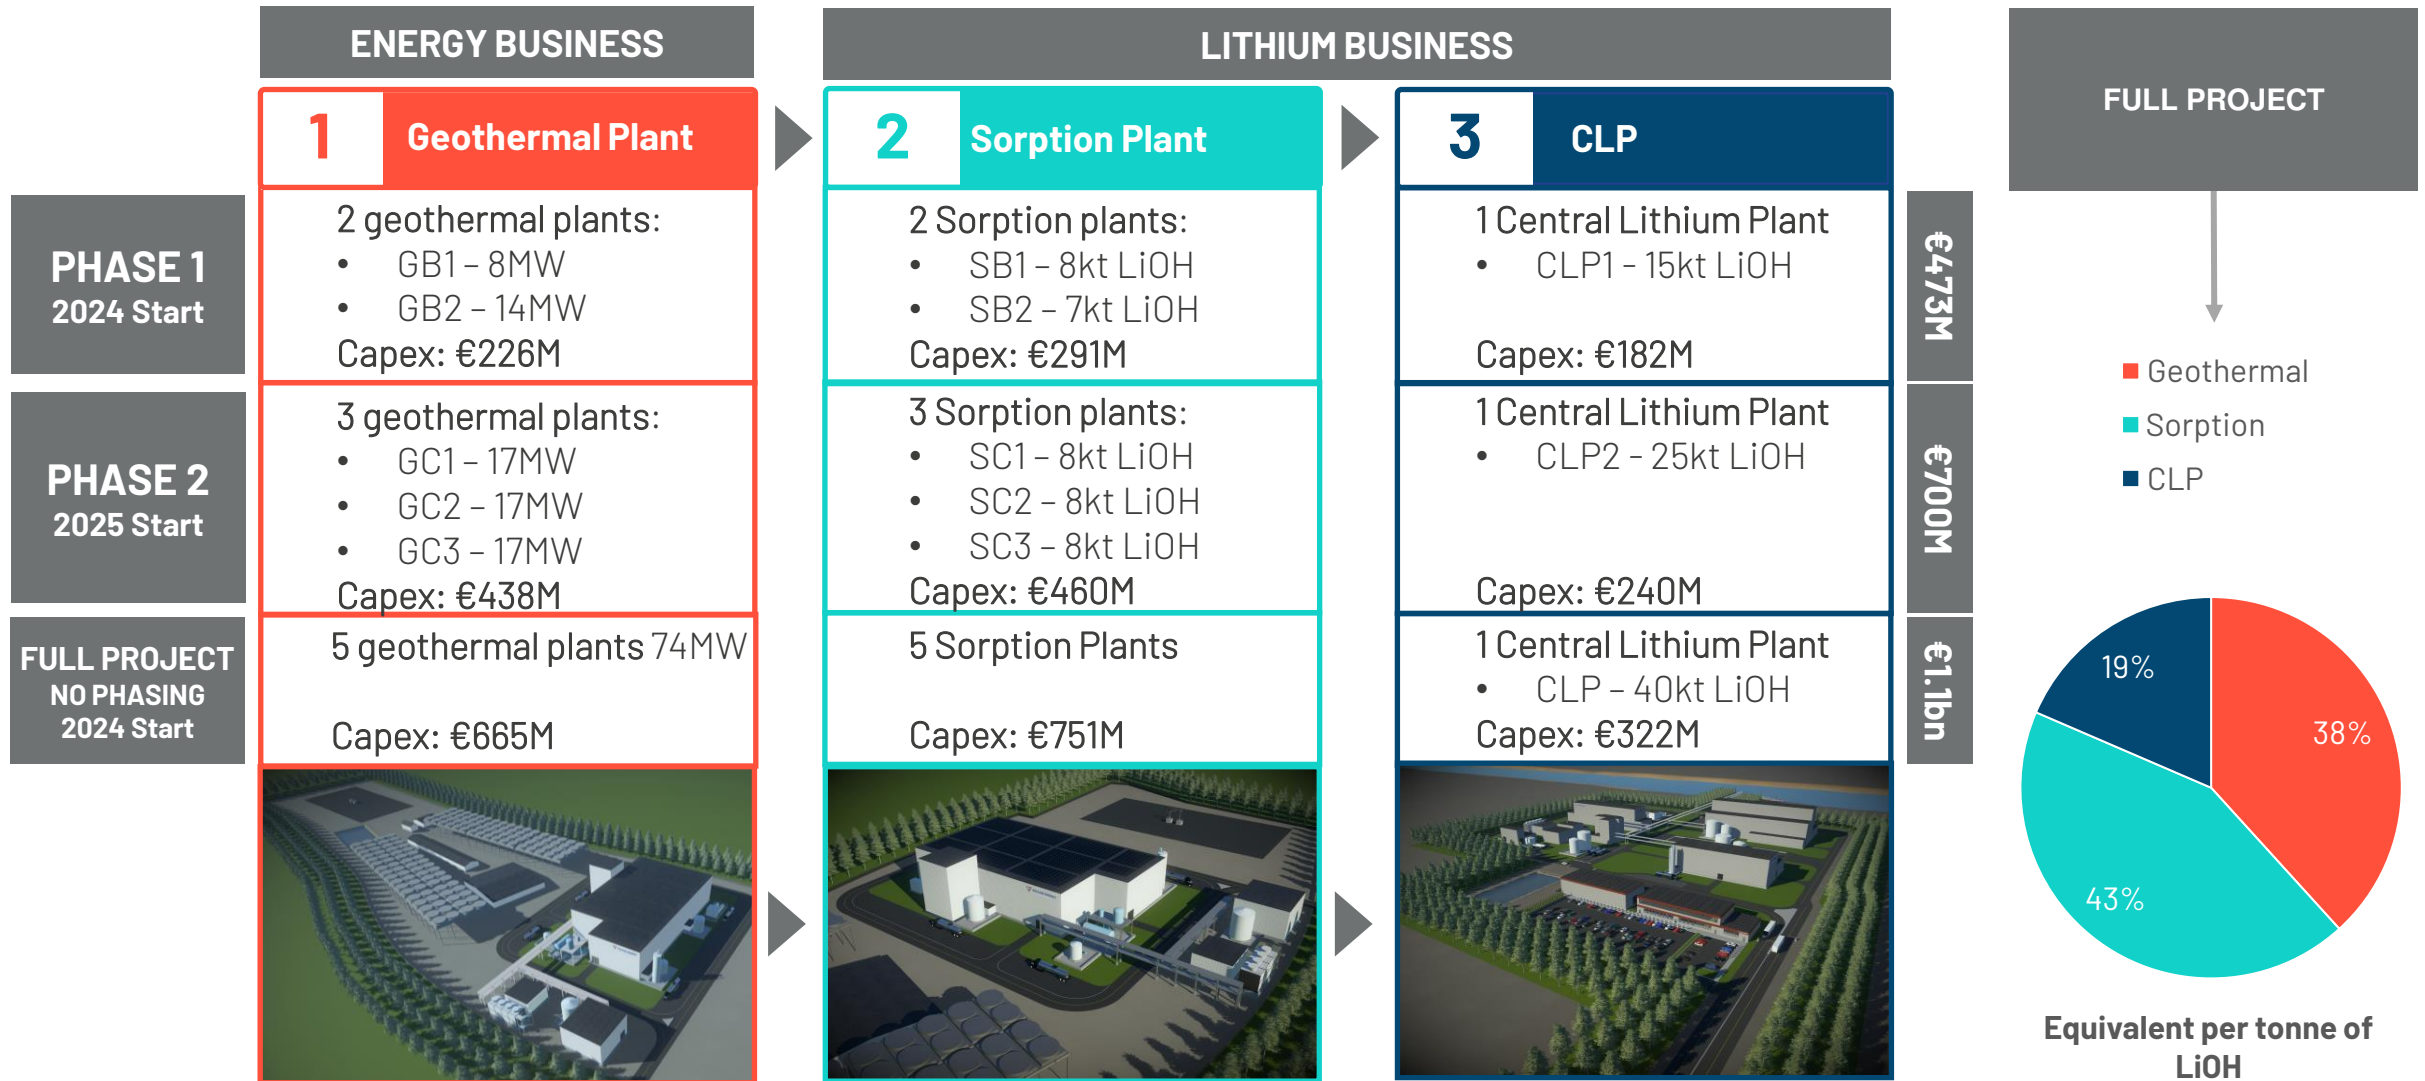 ENERGY BUSINESS
LITHIUM BUSINESS
FULL PROJECT
1 Geothermal Plant
2 Sorption Plant
3 CLP
PHASE 1
2024 Start
2 geothermal plants:
• GB1 – 8MW
• GB2 – 14MW
Capex: €226M
2 Sorption plants:
• SB1 – 8kt LiOH
• SB2 – 7kt LiOH
Capex: €291M
1 Central Lithium Plant
• CLP1 - 15kt LiOH
Capex: €182M
€473M
PHASE 2
2025 Start
3 geothermal plants:
• GC1 – 17MW
• GC2 – 17MW
• GC3 – 17MW
Capex: €438M
3 Sorption plants:
• SC1 – 8kt LiOH
• SC2 – 8kt LiOH
• SC3 – 8kt LiOH
Capex: €460M
1 Central Lithium Plant
• CLP2 - 25kt LiOH
Capex: €240M
€700M
FULL PROJECT
NO PHASING
2024 Start
5 geothermal plants 74MW
Capex: €665M
5 Sorption Plants
Capex: €751M
1 Central Lithium Plant
• CLP – 40kt LiOH
Capex: €322M
€1.1bn
Geothermal
Sorption
CLP
19%
38%
43%
Equivalent per tonne of
LiOH